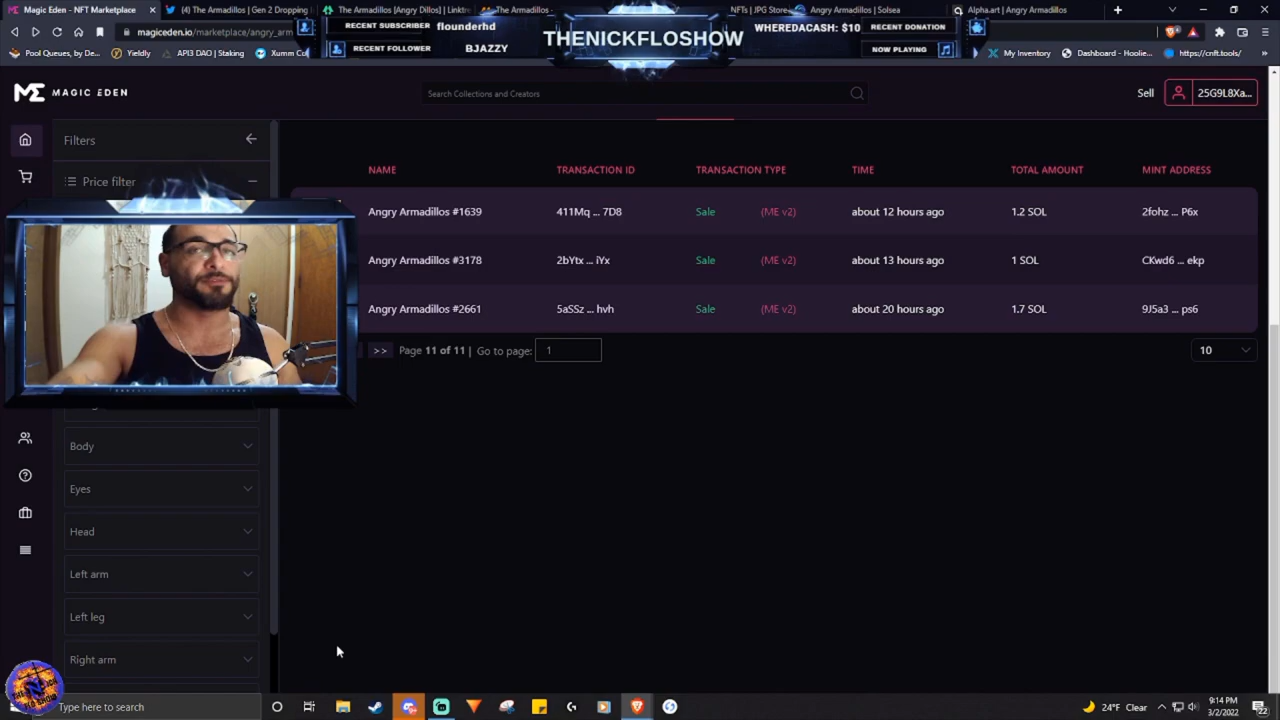 Magic Eden - NFT Marketplace
(4) The Armadillos | Gen 2 Dropping
The Armadillos [Angry Dillos] | Linktr
The Armadillos
NFTs | JPG Store
Angry Armadillos | Solsea
Alpha.art | Angry Armadillos
magiceden.io/marketplace/angry_arm
RECENT SUBSCRIBER
flounderhd
RECENT FOLLOWER
BJAZZY
THENICKFLOSHOW
WHEREDACASH: $10
RECENT DONATION
NOW PLAYING
Pool Queues, by De...
Yieldly
API3 DAO | Staking
Xumm Cu
My Inventory
Dashboard - Hoolie...
https://cnft.tools/
MAGIC EDEN
Search Collections and Creators
Sell
25G9L8Xa...
Filters
Price filter
NAME TRANSACTION ID TRANSACTION TYPE TIME TOTAL AMOUNT MINT ADDRESS
Angry Armadillos #1639 411Mq ... 7D8 Sale (ME v2) about 12 hours ago 1.2 SOL 2fohz ... P6x
Angry Armadillos #3178 2bYtx ... iYx Sale (ME v2) about 13 hours ago 1 SOL CKwd6 ... ekp
Angry Armadillos #2661 5aSSz ... hvh Sale (ME v2) about 20 hours ago 1.7 SOL 9J5a3 ... ps6
>> Page 11 of 11 | Go to page: 1
10
Body
Eyes
Head
Left arm
Left leg
Right arm
Type here to search
24°F Clear
9:14 PM
3/2/2022
22